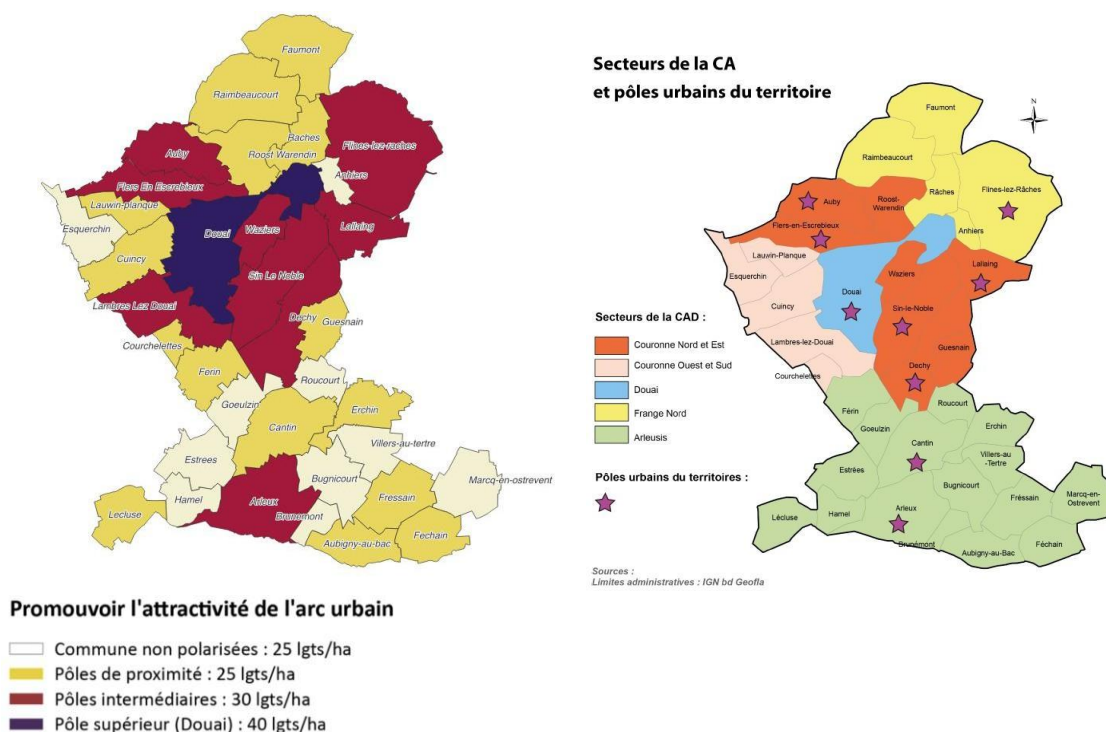 Faumont
Raimbeaucourt
Raches
Roost Warendin
Flines-lez-raches
Auby
Anhiers
Flers En Escrebieux
Lauwin-planque
Esquerchin
Douai
Waziers
Lallaing
Cuincy
Sin Le Noble
Lambres Lez Douai
Dechy
Guesnain
Courchelettes
Ferin
Roucourt
Goeulzin
Cantin
Erchin
Villers-au-tertre
Estrees
Bugnicourt
Marcq-en-ostrevent
Hamel
Arleux
Fressain
Brunemont
Lecluse
Aubigny-au-bac
Fechain
Promouvoir l'attractivité de l'arc urbain
Commune non polarisées : 25 lgts/ha
Pôles de proximité : 25 lgts/ha
Pôles intermédiaires : 30 lgts/ha
Pôle supérieur (Douai) : 40 lgts/ha
Secteurs de la CA
et pôles urbains du territoire
N
Faumont
Raimbeaucourt
Râches
Flines-lez-Râches
Auby
Roost-
Warendin
Flers-en-Escrebieux
Anhiers
Lauwin-Planque
Esquerchin
Waziers
Lallaing
Douai
Cuincy
Sin-le-Noble
Lambres-lez-Douai
Guesnain
Dechy
Courchelettes
Férin
Roucourt
Goeulzin
Erchin
Cantin
Villers-au
-Tertre
Estrées
Bugnicourt
Marcq-en-
Ostrevent
Fréssain
Arleux
Hamel
Lécluse
Brunémont
Féchain
Aubigny-au-Bac
Secteurs de la CAD :
Couronne Nord et Est
Couronne Ouest et Sud
Douai
Frange Nord
Arleusis
Pôles urbains du territoires :
Sources :
Limites administratives : IGN bd Geofla